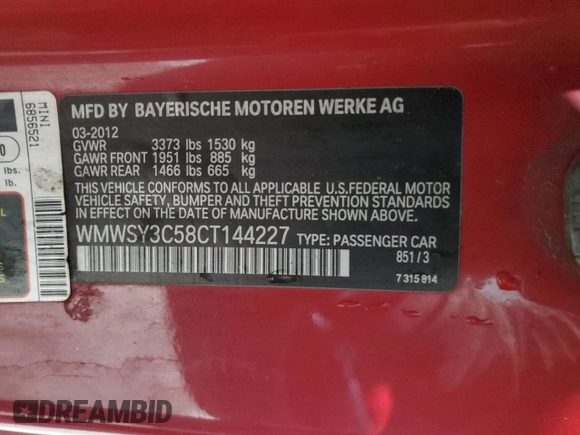 MFD BY BAYERISCHE MOTOREN WERKE AG
03-2012
GVWR 3373 lbs 1530 kg
GAWR FRONT 1951 lbs 885 kg
GAWR REAR 1466 lbs 665 kg
THIS VEHICLE CONFORMS TO ALL APPLICABLE U.S.FEDERAL MOTOR
VEHICLE SAFETY, BUMPER, AND THEFT PREVENTION STANDARDS
IN EFFECT ON THE DATE OF MANUFACTURE SHOWN ABOVE.
WMWSY3C58CT144227 TYPE: PASSENGER CAR
851/3
7 315 814
MINI
6856521
0
lbs.
lb.
DREAMBID